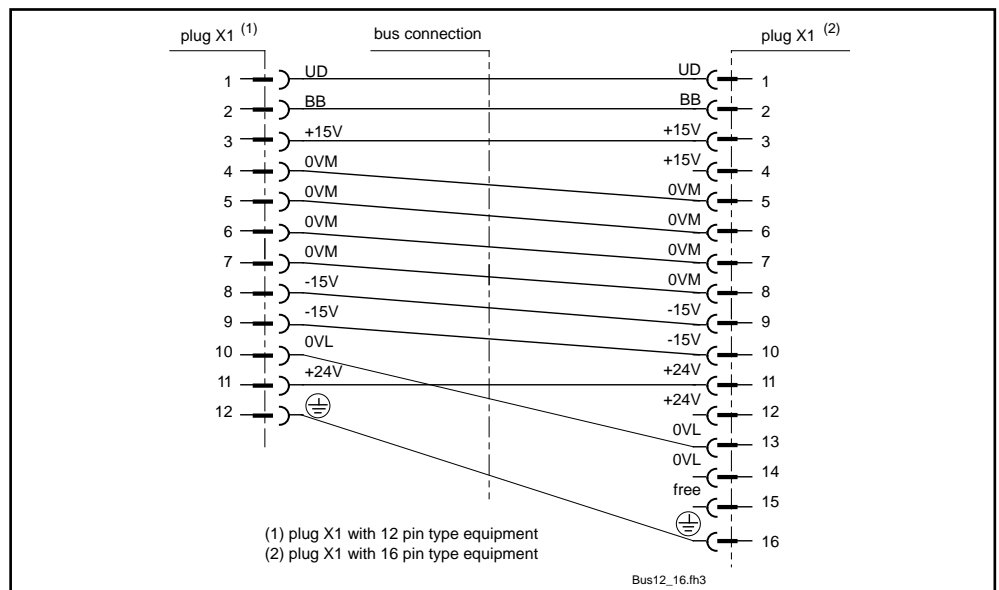 plug X1 (1) bus connection plug X1 (2)
1 UD UD 1
2 BB BB 2
3 +15V +15V 3
4 0VM +15V 4
5 0VM 0VM 5
6 0VM 0VM 6
7 0VM 0VM 7
8 -15V 0VM 8
9 -15V -15V 9
10 0VL -15V 10
11 +24V +24V 11
12 +24V 12
0VL 13
0VL 14
free 15
16
(1) plug X1 with 12 pin type equipment
(2) plug X1 with 16 pin type equipment
Bus12_16.fh3